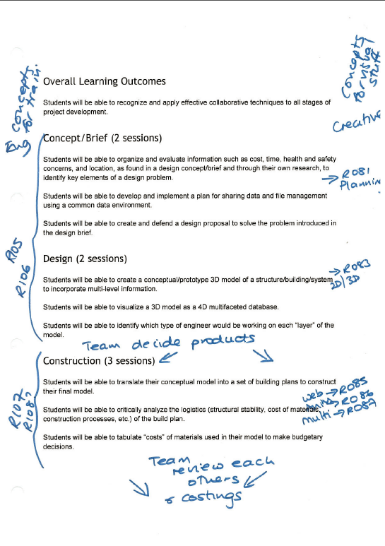 Concept
for visual
stuff
Creative
Eng concept
for train.
Overall Learning Outcomes
Students will be able to recognize and apply effective collaborative techniques to all stages of
project development.
Concept/Brief (2 sessions)
Students will be able to organize and evaluate information such as cost, time, health and safety
concerns, and location, as found in a design concept/brief and through their own research, to
identify key elements of a design problem.
→ R081
Plannin
Students will be able to develop and implement a plan for sharing data and file management
using a common data environment.
Students will be able to create and defend a design proposal to solve the problem introduced in
the design brief.
R105
R106
Design (2 sessions)
→ R083
2D/3D
Students will be able to create a conceptual/prototype 3D model of a structure/building/system
to incorporate multi-level information.
Students will be able to visualize a 3D model as a 4D multifaceted database.
Students will be able to identify which type of engineer would be working on each "layer" of the
model.
Team decide products
Construction (3 sessions)
R107
R108
Students will be able to translate their conceptual model into a set of building plans to construct
their final model.
web → R085
→ R086
multi → R087
Students will be able to critically analyze the logistics (structural stability, cost of materials,
construction processes, etc.) of the build plan.
Students will be able to tabulate "costs" of materials used in their model to make budgetary
decisions.
Team
review each
others
& costings